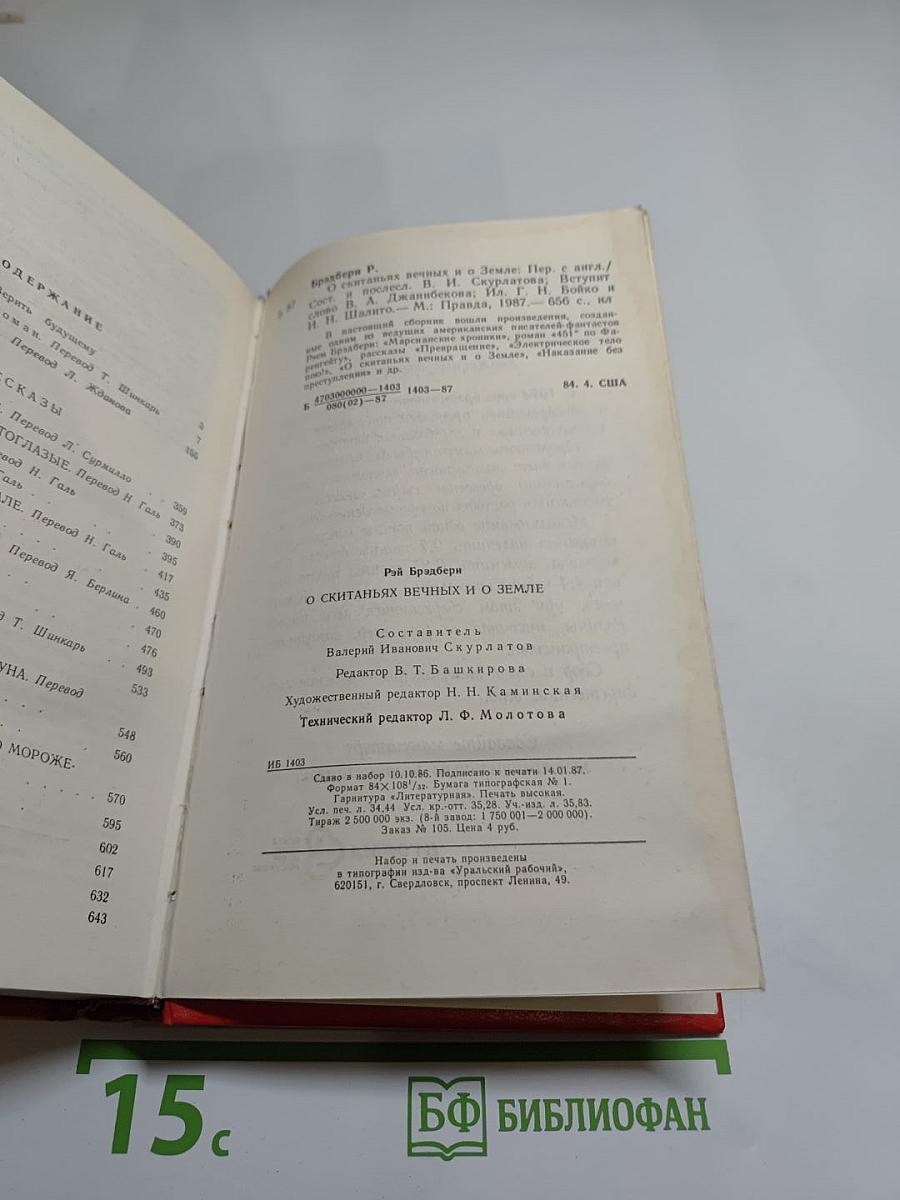 ОДЕРЖАНИЕ
верить будущему
оман. Перевод Т. Шинкарь
3
Перевод Л. Жданова
7
155
СКАЗЫ
Перевод Л. Сурмилло . . 359
ТОГЛАЗЫЕ. Перевод Н. Галь 373
вод Н. Галь 390
Галь . . 395
АЛЕ. Перевод Н. Галь 417
435
Перевод Я. Берлина 460
470
476
д Т. Шинкарь . . 493
533
УНА. Перевод
548
560
О МОРОЖЕ-
570
595
602
617
632
643
Брэдбери Р.
Б 87 О скитаньях вечных и о Земле: Пер. с англ./
Сост. и послесл. В. И. Скурлатова; Вступит
слово В. А. Джанибекова; Ил. Г. Н. Бойко и
И. Н. Шалито.— М.: Правда, 1987.— 656 с., ил
В настоящий сборник вошли произведения, создан-
ные одним из ведущих американских писателей-фантастов
Рэем Брэдбери: «Марсианские хроники», роман «451° по Фа-
ренгейту», рассказы «Превращение», «Электрическое тело
пою!», «О скитаньях вечных и о Земле», «Наказание без
преступления» и др.
Б 4703000000—1403 1403—87 84. 4. США
080(02)—87
Рэй Брэдбери
О СКИТАНЬЯХ ВЕЧНЫХ И О ЗЕМЛЕ
Составитель
Валерий Иванович Скурлатов
Редактор В. Т. Башкирова
Художественный редактор Н. Н. Каминская
Технический редактор Л. Ф. Молотова
ИБ 1403
Сдано в набор 10.10.86. Подписано к печати 14.01.87.
Формат 84×108¹/₃₂. Бумага типографская № 1.
Гарнитура «Литературная». Печать высокая.
Усл. печ. л. 34,44 Усл. кр.-отт. 35,28. Уч.-изд. л. 35,83.
Тираж 2 500 000 экз. (8-й завод: 1 750 001—2 000 000).
Заказ № 105. Цена 4 руб.
Набор и печать произведены
в типографии изд-ва «Уральский рабочий»,
620151, г. Свердловск, проспект Ленина, 49.
15 с
БФ БИБЛИОФАН